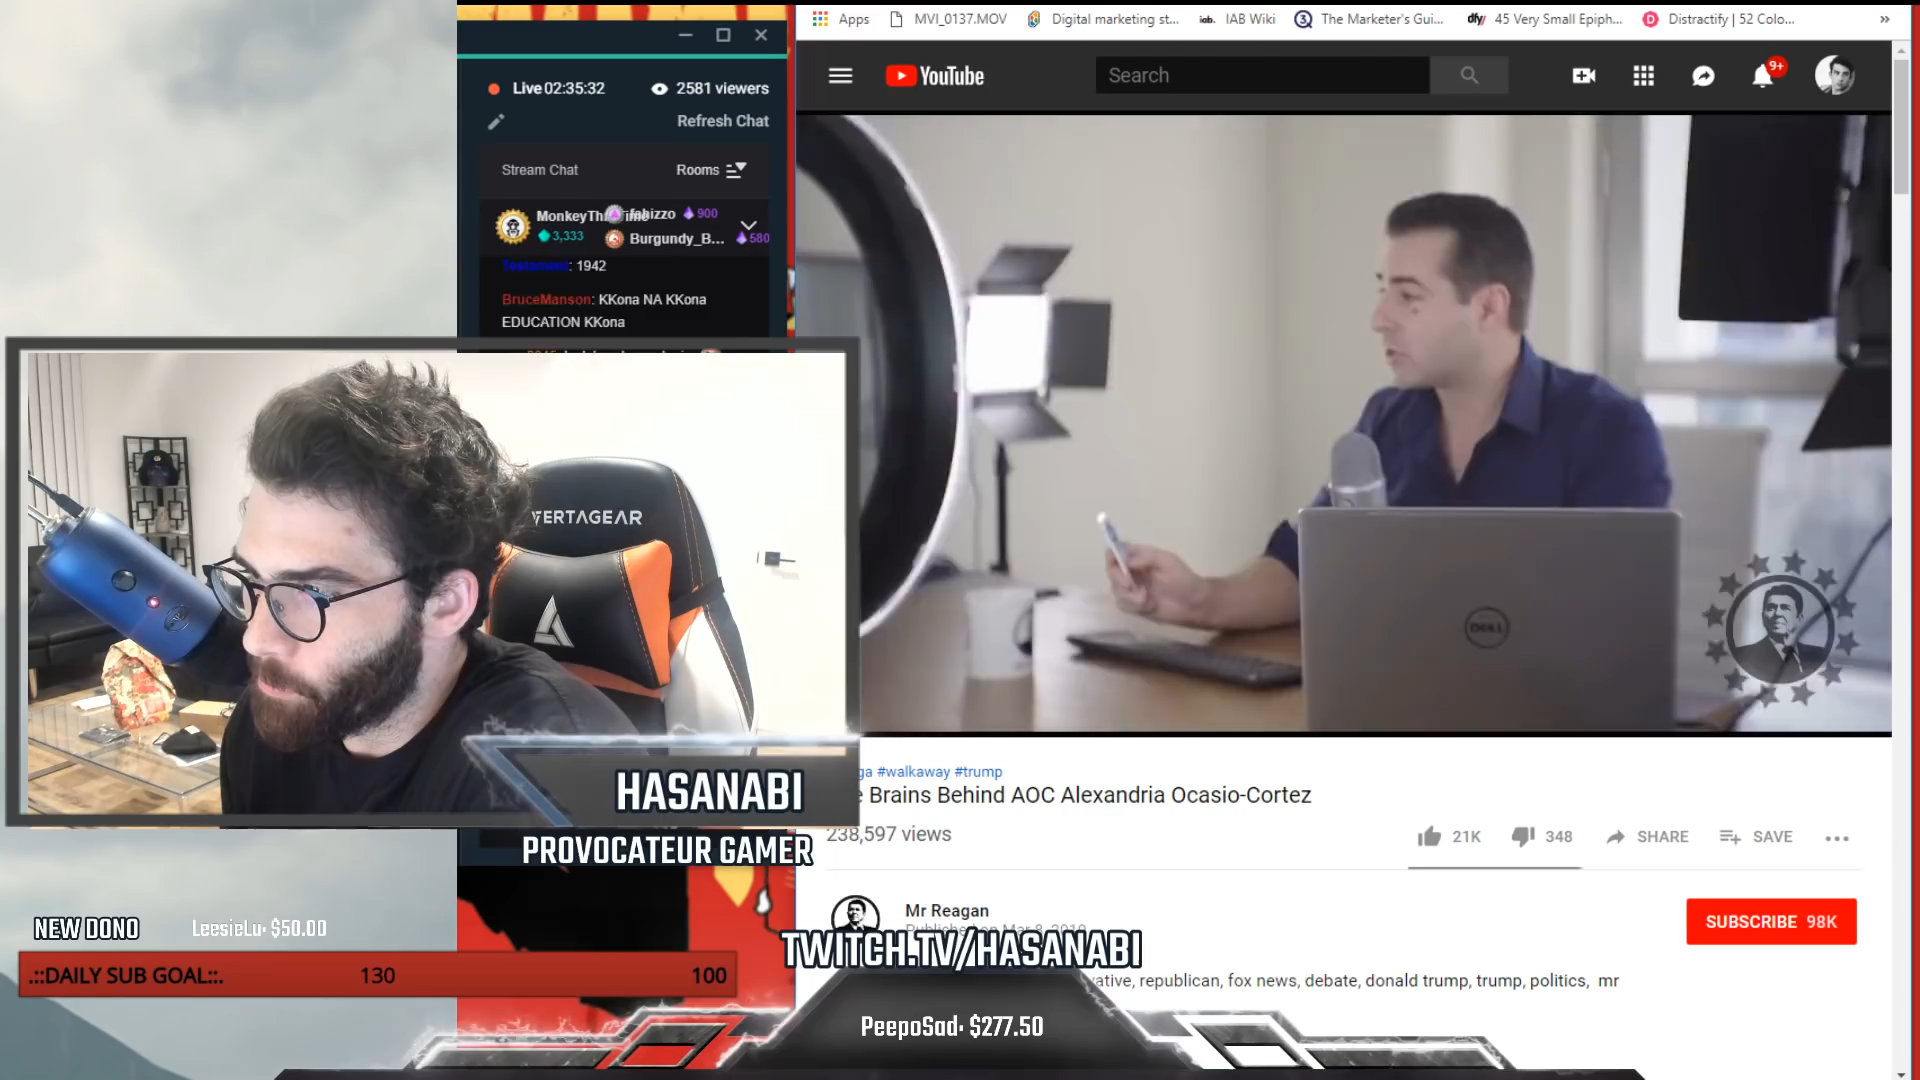 Apps MVI_0137.MOV Digital marketing st... IAB Wiki The Marketer's Gui... dfy/ 45 Very Small Epiph... Distractify | 52 Colo... »
Live 02:35:32 2581 viewers
Refresh Chat
YouTube
Search
9+
Stream Chat Rooms
fabizzo 900
3,333
Burgundy_B... 580
: 1942
BruceManson: KKona NA KKona
EDUCATION KKona
VERTAGEAR
DELL
HASANABI
PROVOCATEUR GAMER
#walkaway #trump
Brains Behind AOC Alexandria Ocasio-Cortez
238,597 views
21K 348 SHARE SAVE
Mr Reagan
SUBSCRIBE 98K
NEW DONO LeesieLu: $50.00
TWITCH.TV/HASANABI
.::DAILY SUB GOAL::. 130 100
republican, fox news, debate, donald trump, trump, politics, mr
PeepoSad: $277.50